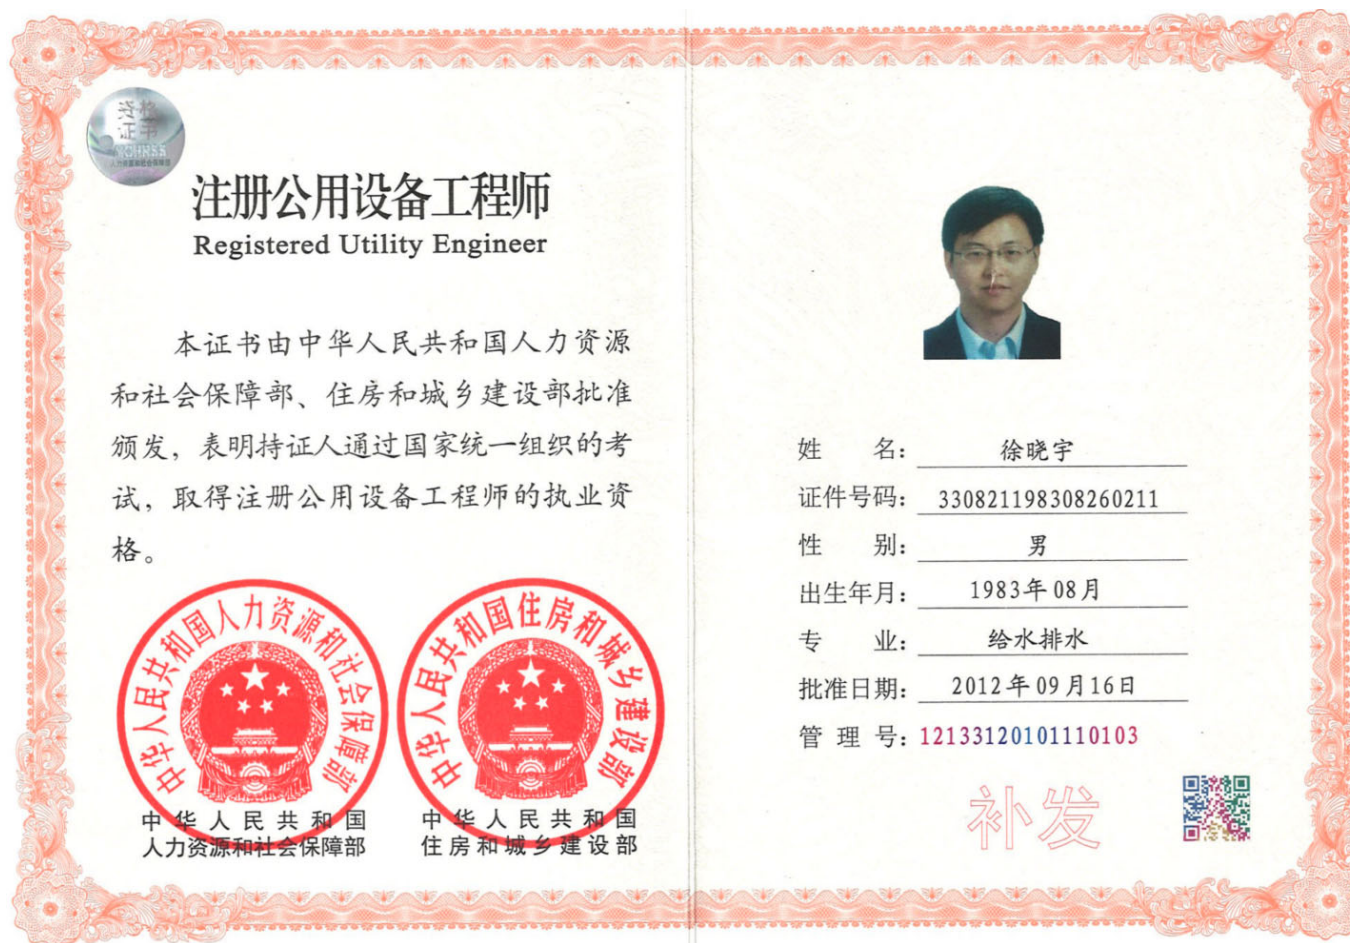 资格
证书
MOHRSS
注册公用设备工程师
Registered Utility Engineer
本证书由中华人民共和国人力资源
和社会保障部、住房和城乡建设部批准
颁发，表明持证人通过国家统一组织的考
试，取得注册公用设备工程师的执业资
格。
中华人民共和国人力资源和社会保障部
中华人民共和国住房和城乡建设部
中华人民共和国
人力资源和社会保障部
中华人民共和国
住房和城乡建设部
姓 名： 徐晓宇
证件号码： 330821198308260211
性 别： 男
出生年月： 1983年08月
专 业： 给水排水
批准日期： 2012年09月16日
管 理 号：12133120101110103
补发